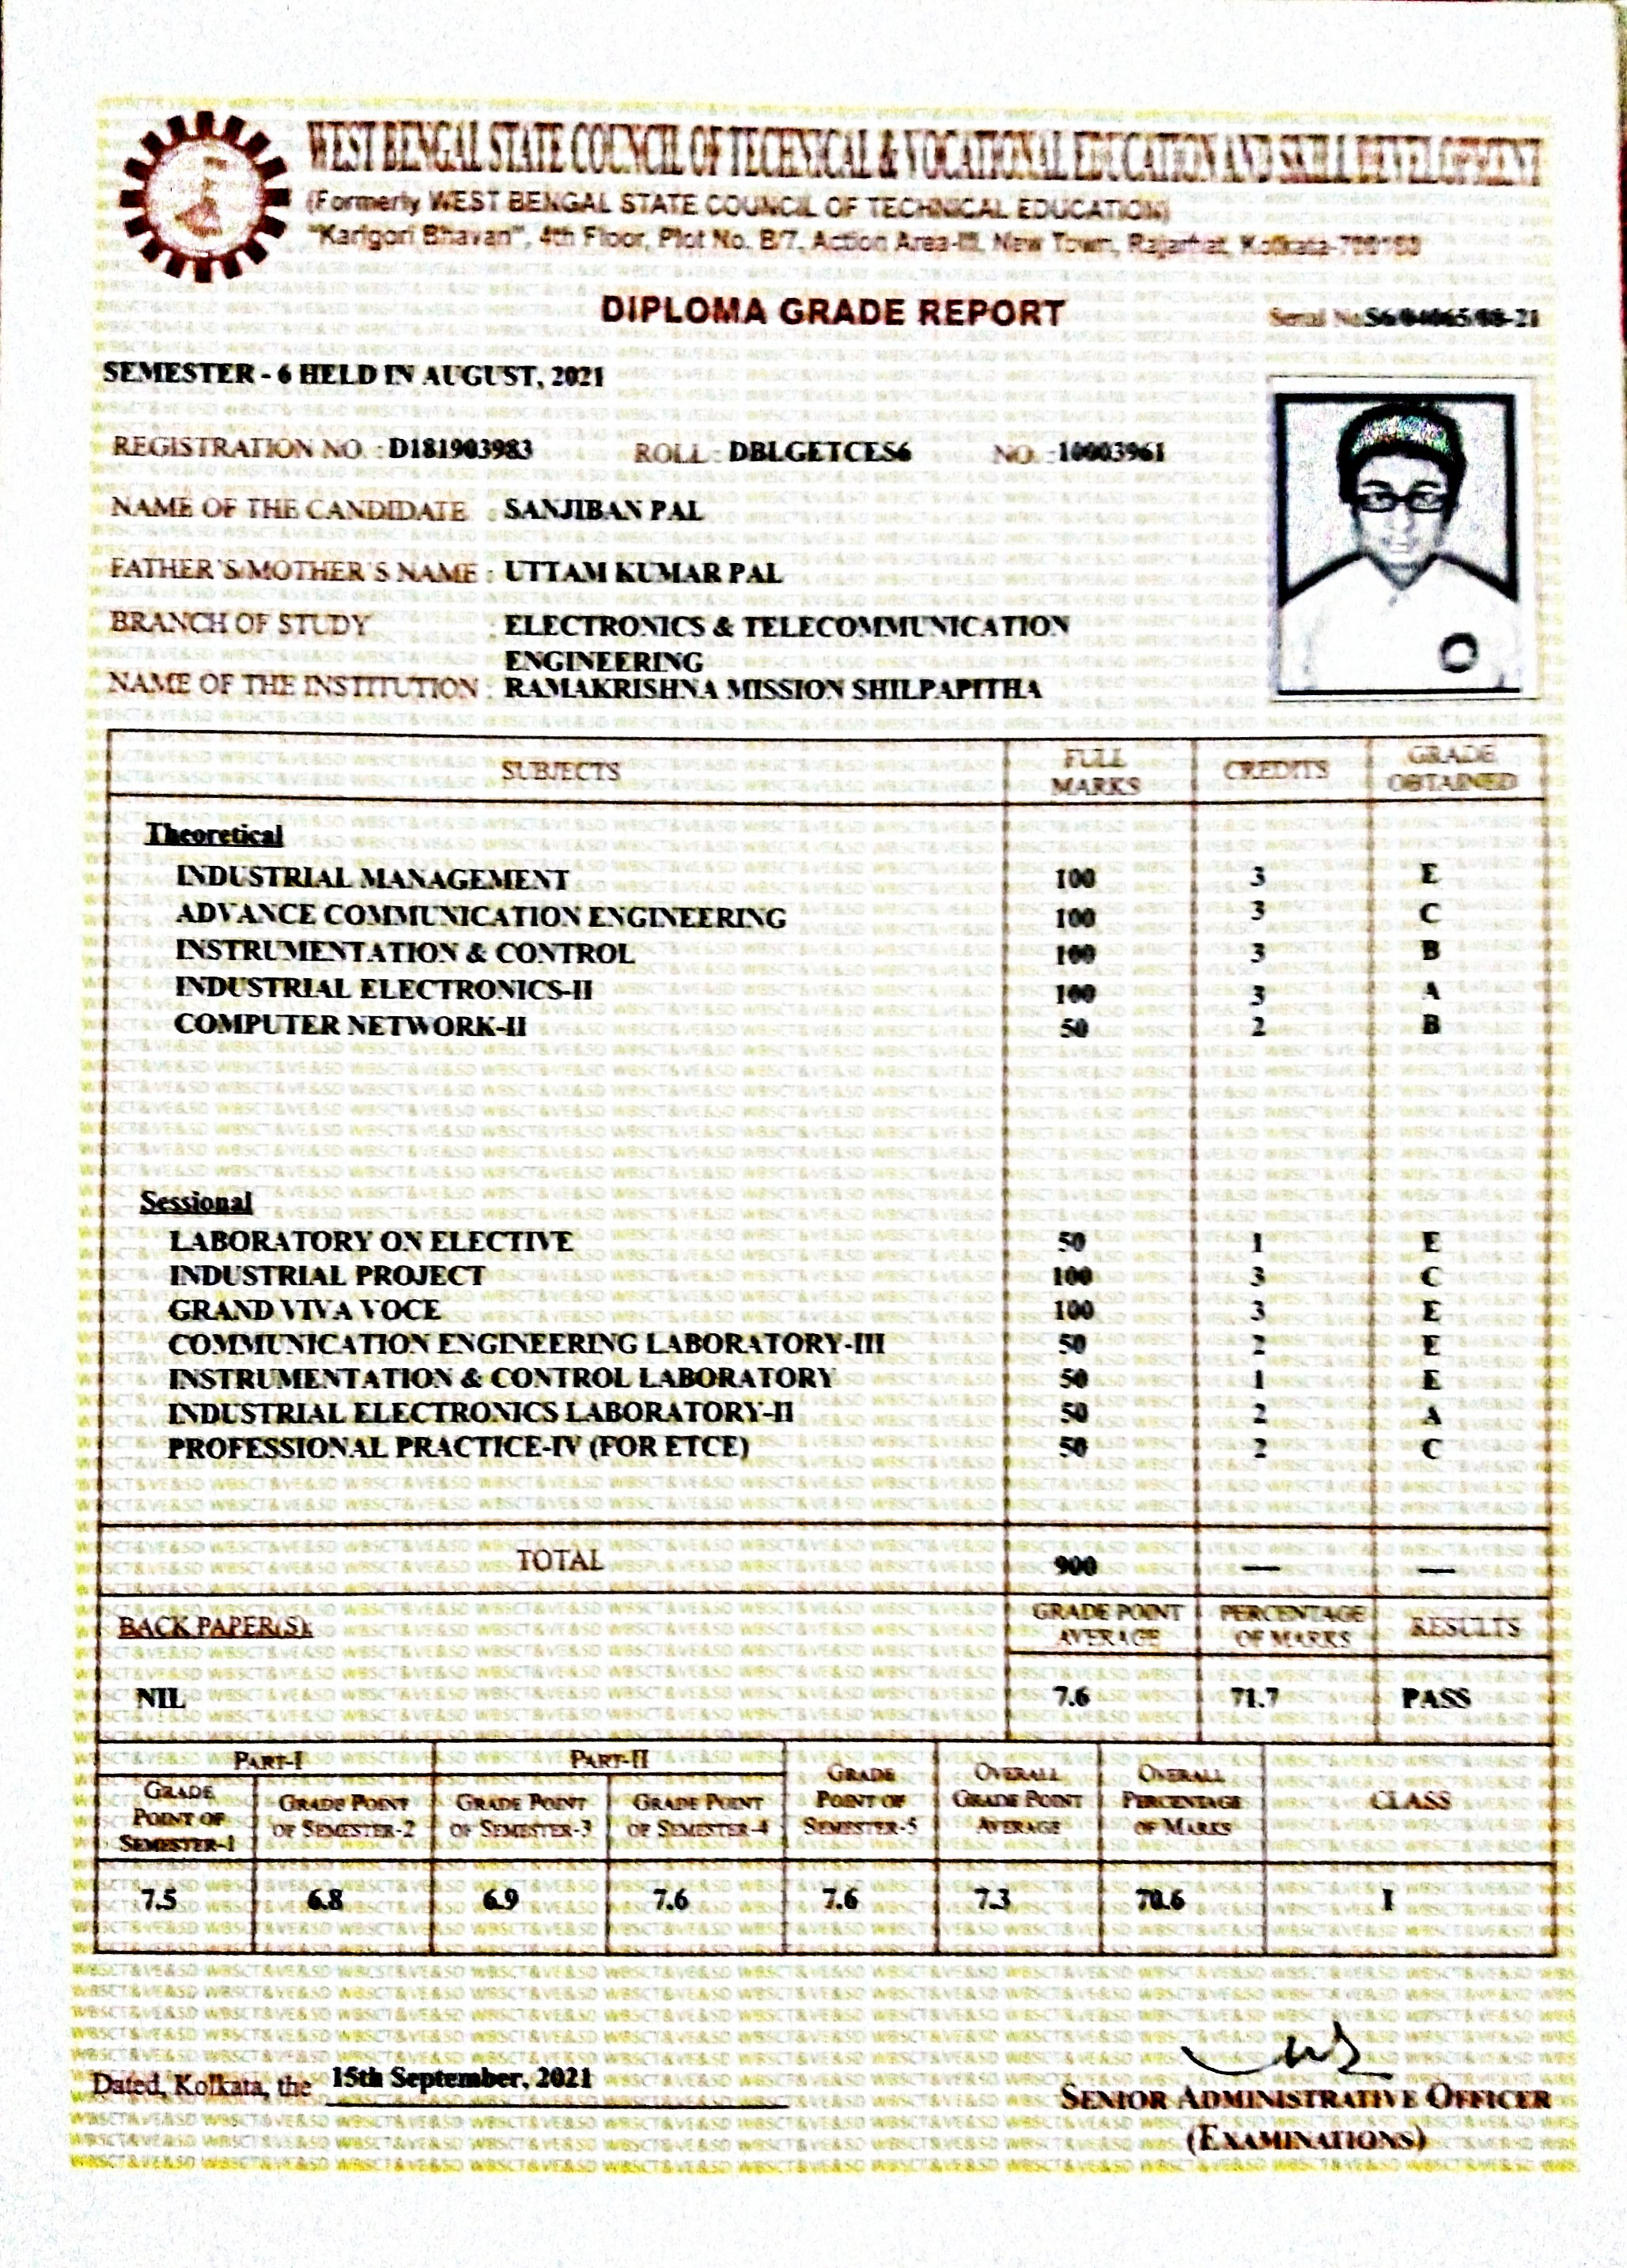 WEST BENGAL STATE COUNCIL OF TECHNICAL & VOCATIONAL EDUCATION AND SKILL DEVELOPMENT
(Formerly WEST BENGAL STATE COUNCIL OF TECHNICAL EDUCATION)
"Karigori Bhavan", 4th Floor, Plot No. B/7, Action Area-III, New Town, Rajarhat, Kolkata-700160
DIPLOMA GRADE REPORT
Serial No
SEMESTER - 6 HELD IN AUGUST, 2021
REGISTRATION NO : D181903983 ROLL : DBLGETCES6 NO. : 10003961
NAME OF THE CANDIDATE : SANJIBAN PAL
FATHER'S/MOTHER'S NAME : UTTAM KUMAR PAL
BRANCH OF STUDY : ELECTRONICS & TELECOMMUNICATION
ENGINEERING
NAME OF THE INSTITUTION : RAMAKRISHNA MISSION SHILPAPITHA
SUBJECTS FULL MARKS CREDITS GRADE OBTAINED
Theoretical
INDUSTRIAL MANAGEMENT 100 3 E
ADVANCE COMMUNICATION ENGINEERING 100 3 C
INSTRUMENTATION & CONTROL 100 3 B
INDUSTRIAL ELECTRONICS-II 100 3 A
COMPUTER NETWORK-II 50 2 B
Sessional
LABORATORY ON ELECTIVE 50 1 E
INDUSTRIAL PROJECT 100 3 C
GRAND VIVA VOCE 100 3 E
COMMUNICATION ENGINEERING LABORATORY-III 50 2 E
INSTRUMENTATION & CONTROL LABORATORY 50 1 E
INDUSTRIAL ELECTRONICS LABORATORY-II 50 2 A
PROFESSIONAL PRACTICE-IV (FOR ETCE) 50 2 C
TOTAL 900 — —
BACK PAPER(S): GRADE POINT AVERAGE PERCENTAGE OF MARKS RESULTS
NIL 7.6 71.7 PASS
PART-I PART-II
GRADE POINT OF SEMESTER-1 GRADE POINT OF SEMESTER-2 GRADE POINT OF SEMESTER-3 GRADE POINT OF SEMESTER-4 GRADE POINT OF SEMESTER-5 OVERALL GRADE POINT AVERAGE OVERALL PERCENTAGE OF MARKS CLASS
7.5 6.8 6.9 7.6 7.6 7.3 70.6 I
Dated, Kolkata, the 15th September, 2021
SENIOR ADMINISTRATIVE OFFICER
(EXAMINATIONS)